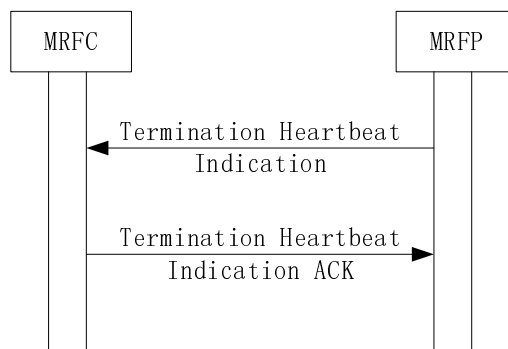 MRFC
MRFP
Termination Heartbeat
Indication
Termination Heartbeat
Indication ACK